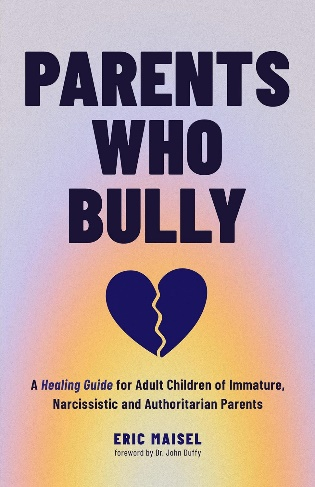 PARENTS
WHO
BULLY
A Healing Guide for Adult Children of Immature,
Narcissistic and Authoritarian Parents
ERIC MAISEL
foreword by Dr. John Duffy